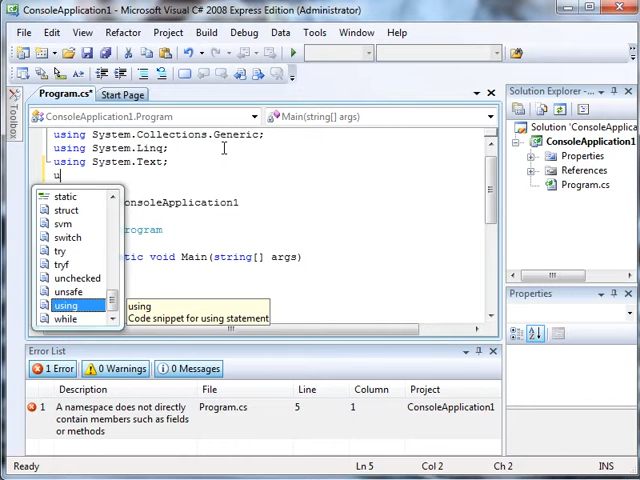 ConsoleApplication1 - Microsoft Visual C# 2008 Express Edition (Administrator)
File Edit View Refactor Project Build Debug Data Tools Window Help
Program.cs* Start Page
Toolbox
ConsoleApplication1.Program Main(string[] args)
using System.Collections.Generic;
using System.Linq;
using System.Text;
u
onsoleApplication1
rogram
tic void Main(string[] args)
static
struct
svm
switch
try
tryf
unchecked
unsafe
using
while
using
Code snippet for using statement
Solution Explorer -
Solution 'ConsoleApplica
ConsoleApplication1
Properties
References
Program.cs
Properties
A Z
Error List
1 Error 0 Warnings 0 Messages
Description File Line Column Project
1 A namespace does not directly contain members such as fields or methods Program.cs 5 1 ConsoleApplication1
Ready Ln 5 Col 2 Ch 2 INS